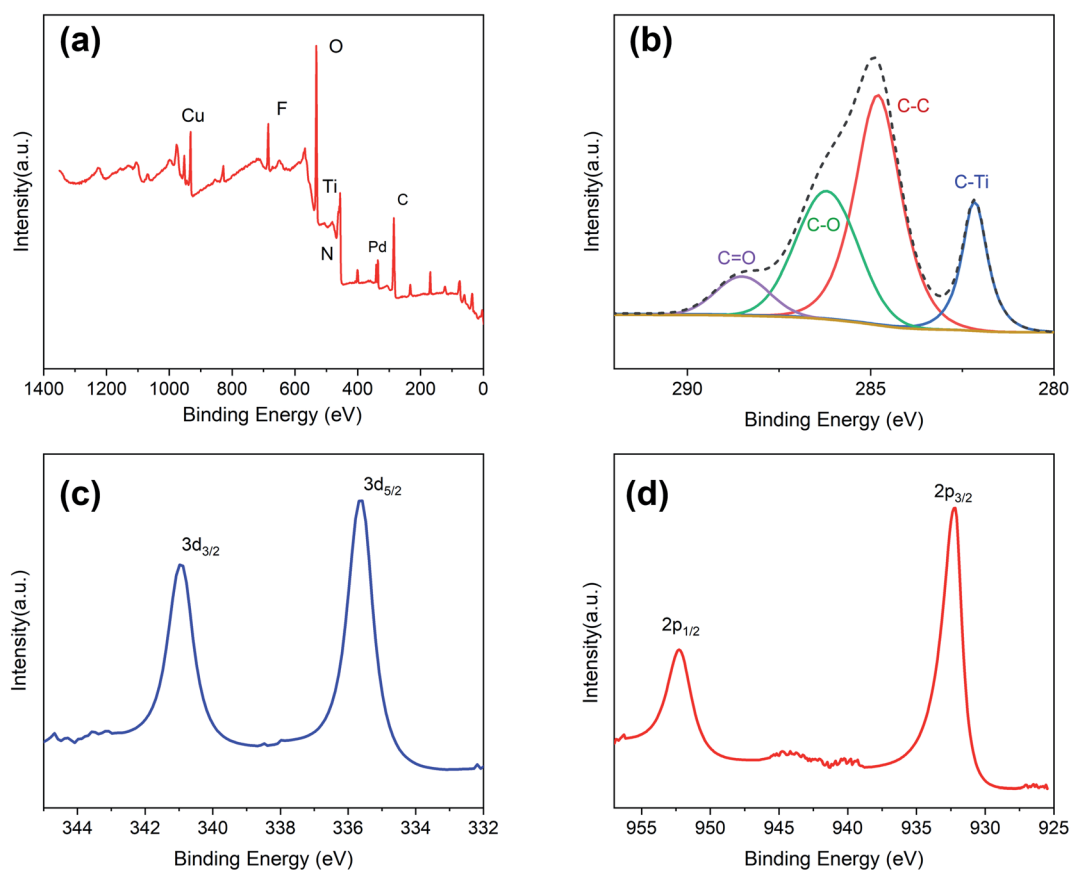 (a)
O
Cu
F
Ti
N
Pd
C
Intensity(a.u.)
1400 1200 1000 800 600 400 200 0
Binding Energy (eV)
(b)
C-C
C-Ti
C-O
C=O
Intensity(a.u.)
290 285 280
Binding Energy (eV)
(c)
3d5/2
3d3/2
Intensity(a.u.)
344 342 340 338 336 334 332
Binding Energy (eV)
(d)
2p3/2
2p1/2
Intensity(a.u.)
955 950 945 940 935 930 925
Binding Energy (eV)